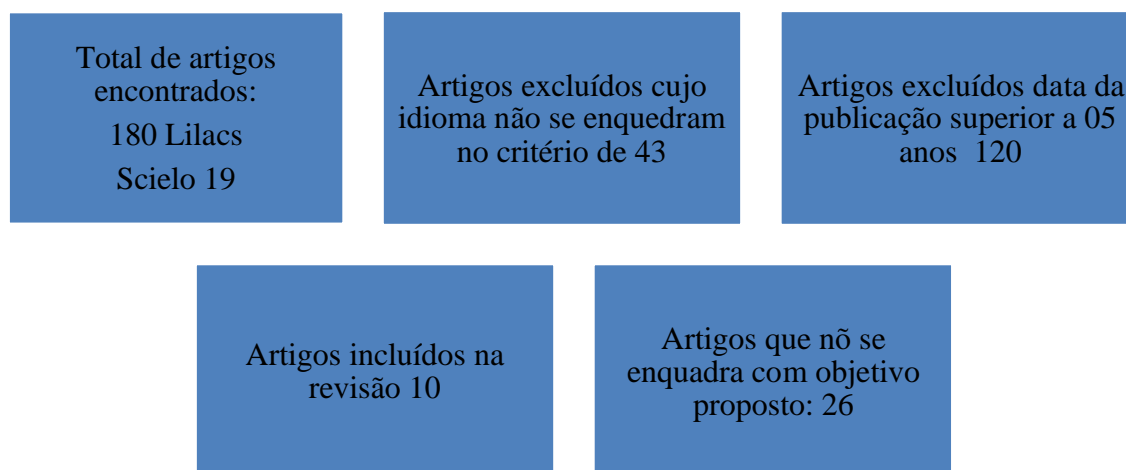 Total de artigos
encontrados:
180 Lilacs
Scielo 19
Artigos excluídos cujo
idioma não se enquedram
no critério de 43
Artigos excluídos data da
publicação superior a 05
anos 120
Artigos incluídos na
revisão 10
Artigos que nõ se
enquadra com objetivo
proposto: 26